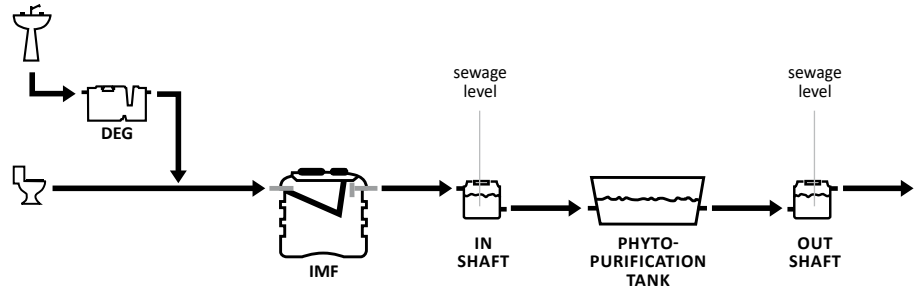 sewage
level
sewage
level
DEG
IMF
IN
SHAFT
PHYTO-
PURIFICATION
TANK
OUT
SHAFT